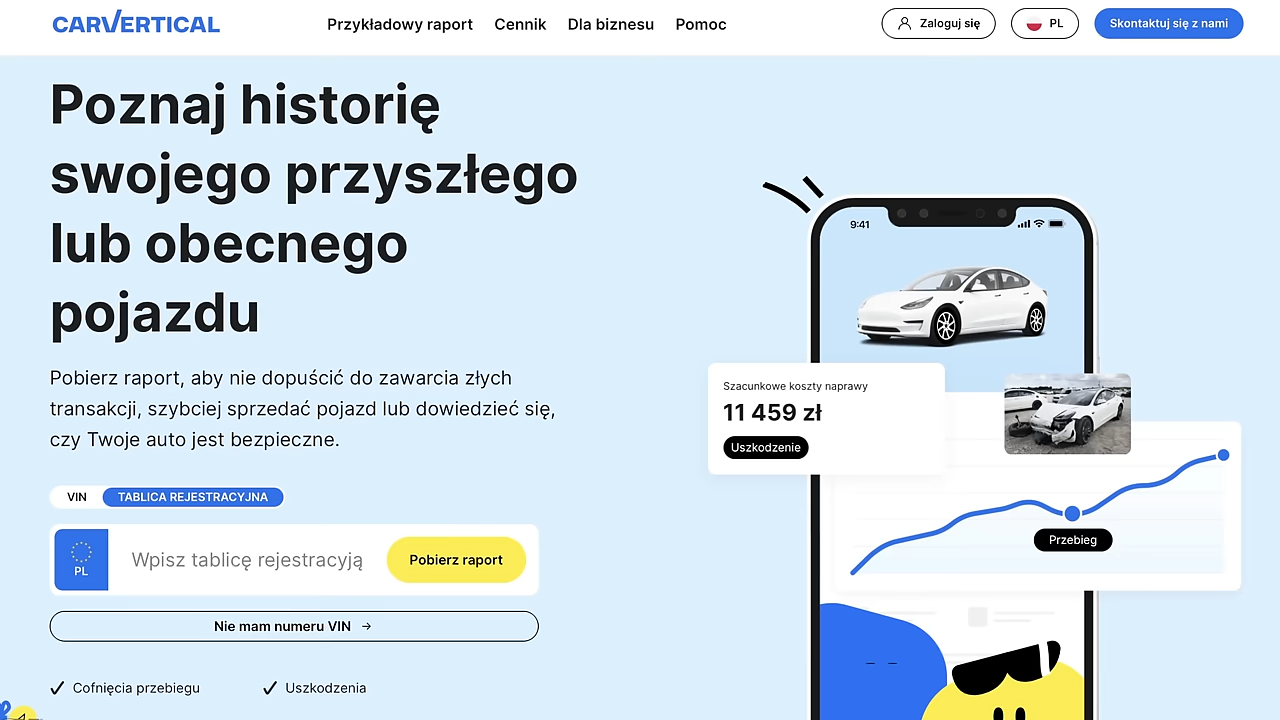 CARVERTICAL
Przykładowy raport Cennik Dla biznesu Pomoc
Zaloguj się
PL
Skontaktuj się z nami
Poznaj historię
swojego przyszłego
lub obecnego
pojazdu
Pobierz raport, aby nie dopuścić do zawarcia złych
transakcji, szybciej sprzedać pojazd lub dowiedzieć się,
czy Twoje auto jest bezpieczne.
VIN TABLICA REJESTRACYJNA
PL
Wpisz tablicę rejestracyją
Pobierz raport
Nie mam numeru VIN →
Cofnięcia przebiegu
Uszkodzenia
9:41
Szacunkowe koszty naprawy
11 459 zł
Uszkodzenie
Przebieg